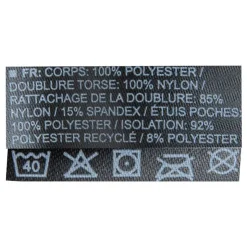 FR: CORPS: 100% POLYESTER /
DOUBLURE TORSE: 100% NYLON /
RATTACHAGE DE LA DOUBLURE: 85%
NYLON / 15% SPANDEX / ÉTUIS POCHES:
100% POLYESTER / ISOLATION: 92%
POLYESTER RECYCLÉ / 8% POLYESTER
40